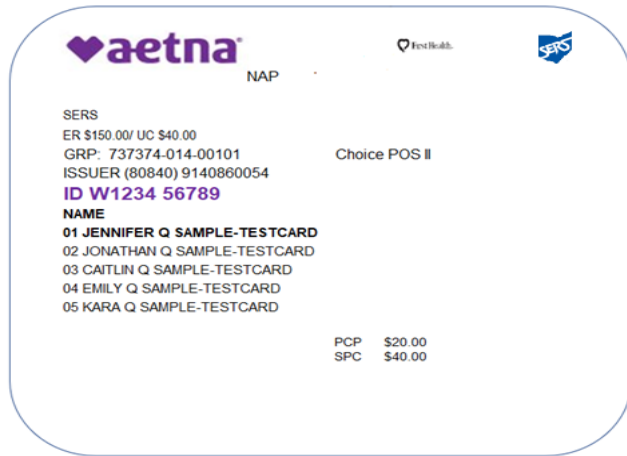 aetna
First Health.
SERS
NAP
SERS
ER $150.00/ UC $40.00
GRP: 737374-014-00101 Choice POS II
ISSUER (80840) 9140860054
ID W1234 56789
NAME
01 JENNIFER Q SAMPLE-TESTCARD
02 JONATHAN Q SAMPLE-TESTCARD
03 CAITLIN Q SAMPLE-TESTCARD
04 EMILY Q SAMPLE-TESTCARD
05 KARA Q SAMPLE-TESTCARD
PCP $20.00
SPC $40.00